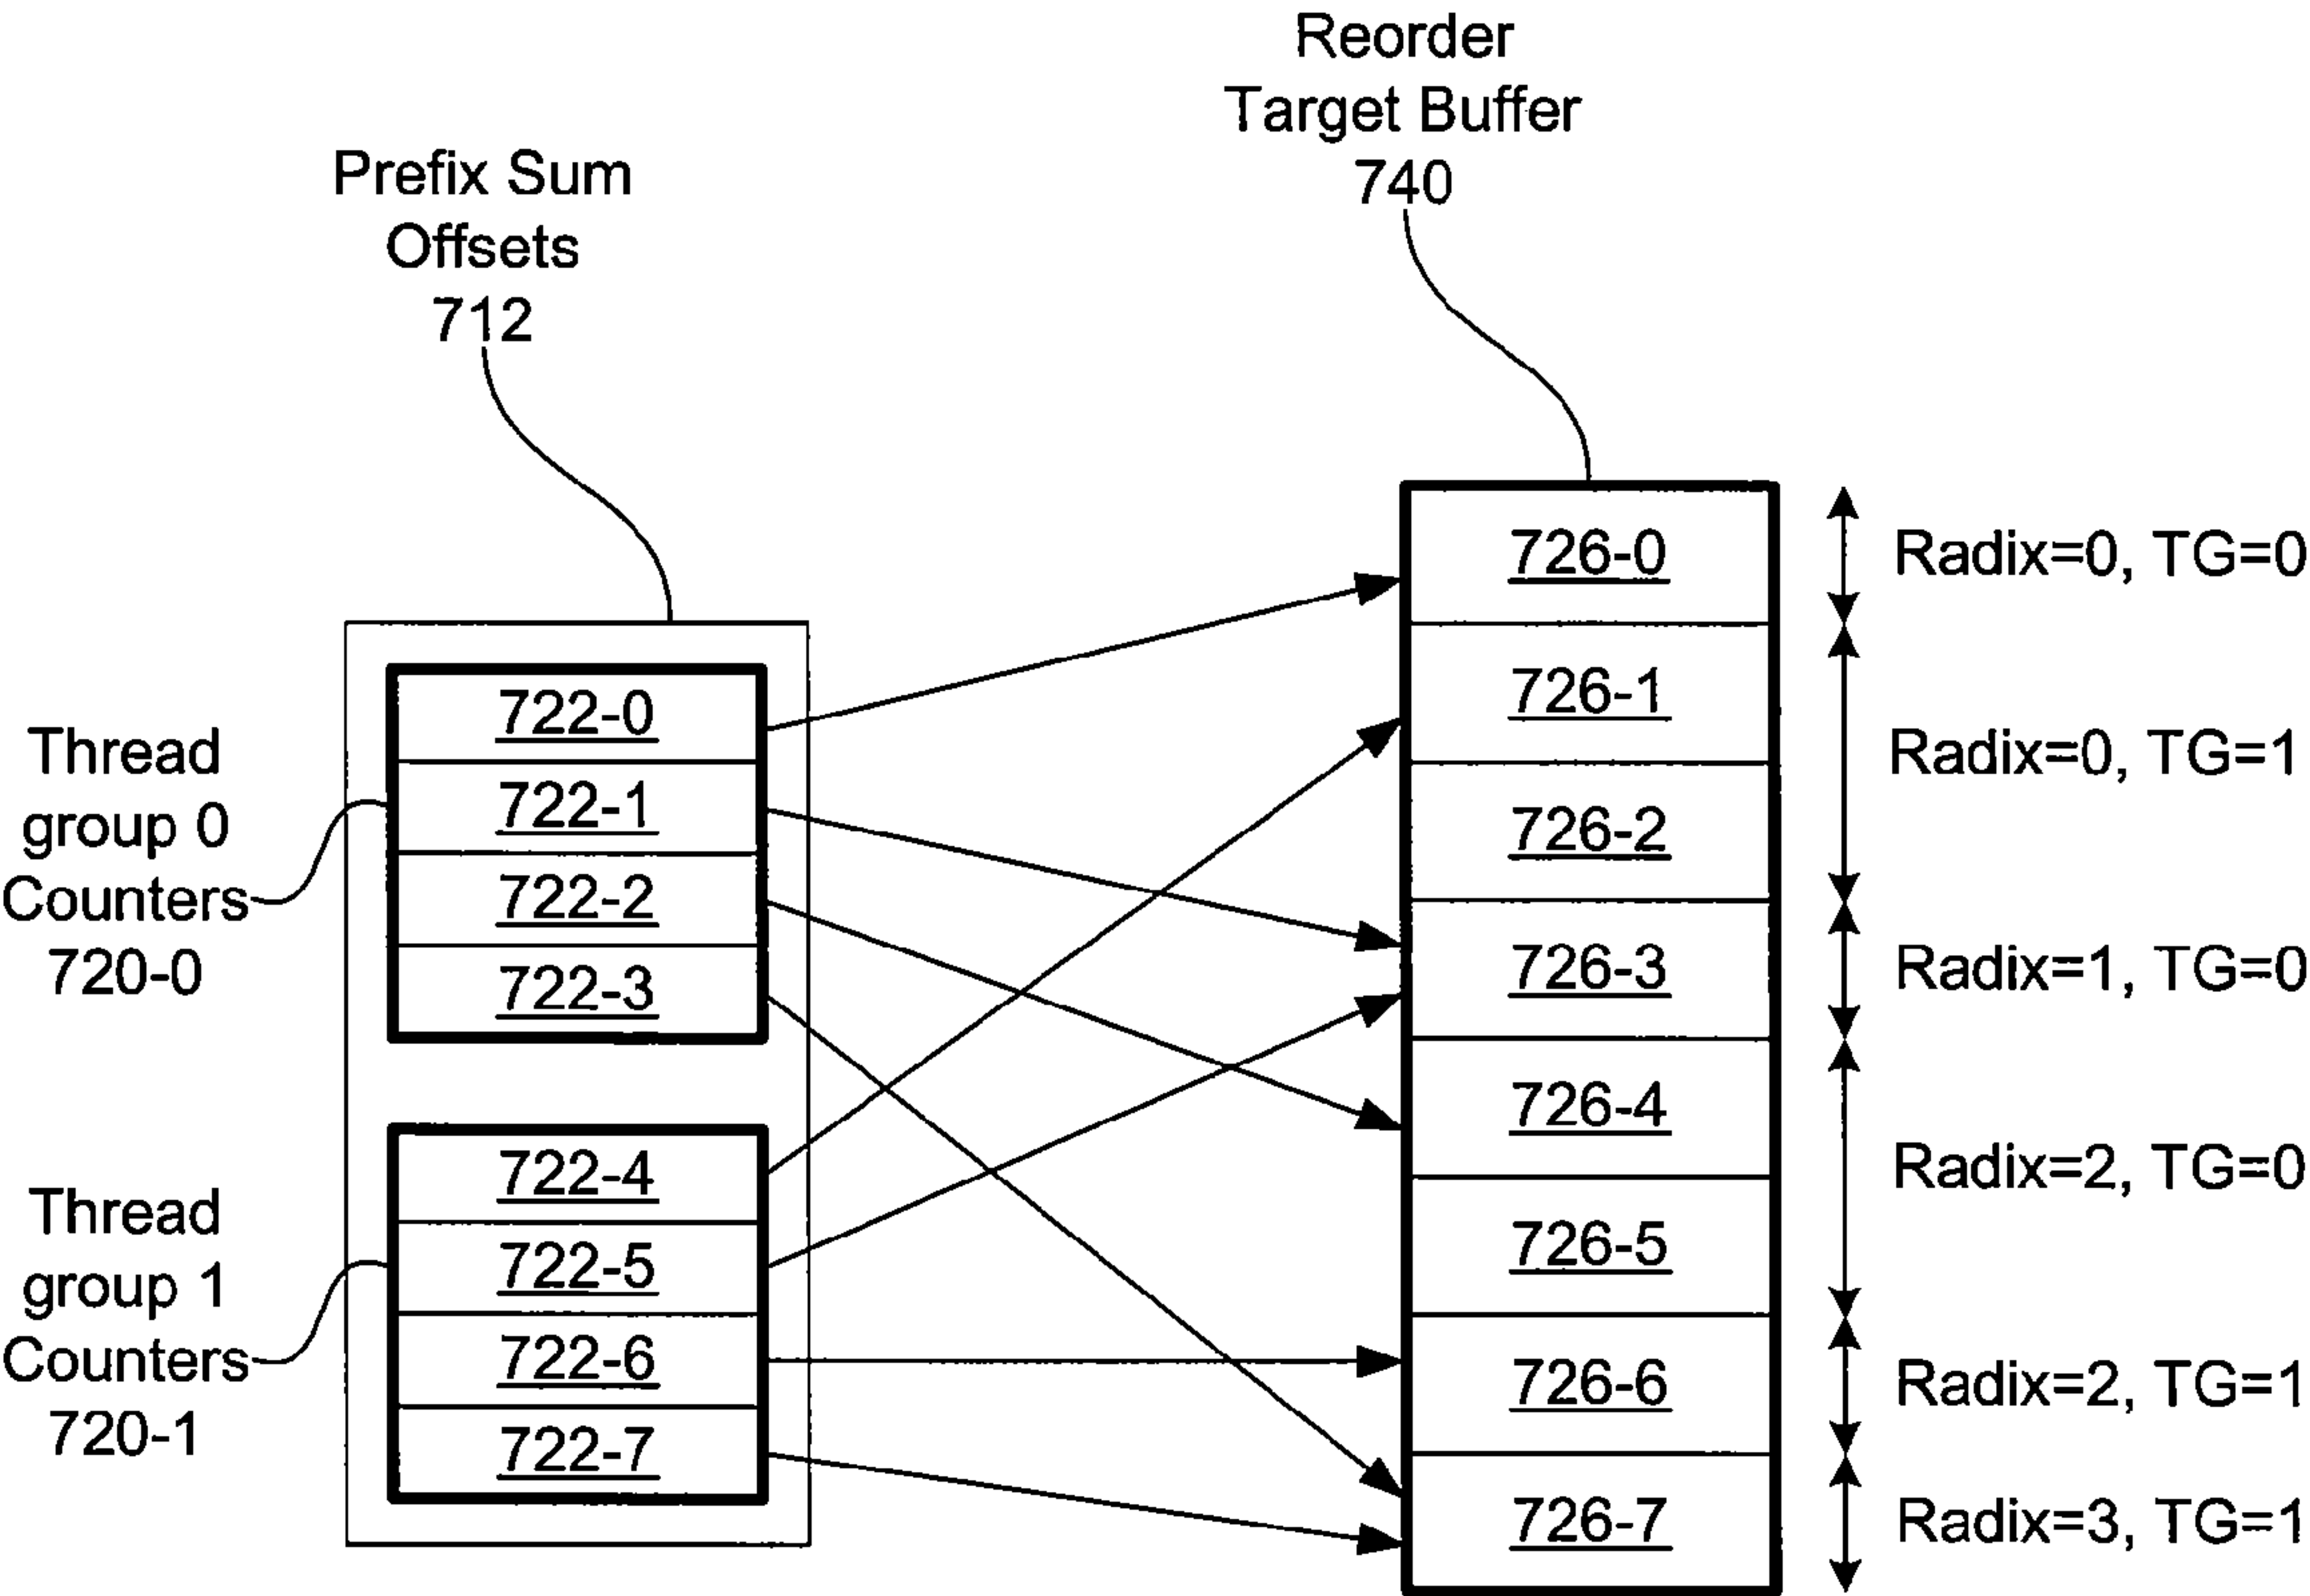 Reorder
Target Buffer
740
Prefix Sum
Offsets
712
Thread
group 0
Counters
720-0
722-0
722-1
722-2
722-3
Thread
group 1
Counters
720-1
722-4
722-5
722-6
722-7
726-0
726-1
726-2
726-3
726-4
726-5
726-6
726-7
Radix=0, TG=0
Radix=0, TG=1
Radix=1, TG=0
Radix=2, TG=0
Radix=2, TG=1
Radix=3, TG=1